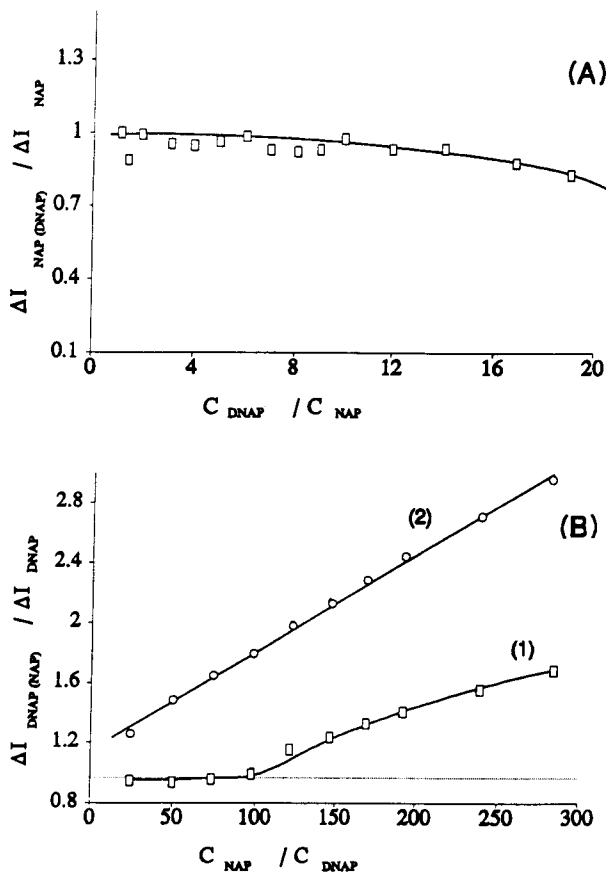 (A)
ΔI NAP (DNAP) / ΔI NAP
1.3
1
0.7
0.4
0.1
0 4 8 12 16 20
C DNAP / C NAP
(B)
ΔI DNAP (NAP) / ΔI DNAP
2.8
2.4
2
1.6
1.2
0.8
(2)
(1)
0 50 100 150 200 250 300
C NAP / C DNAP